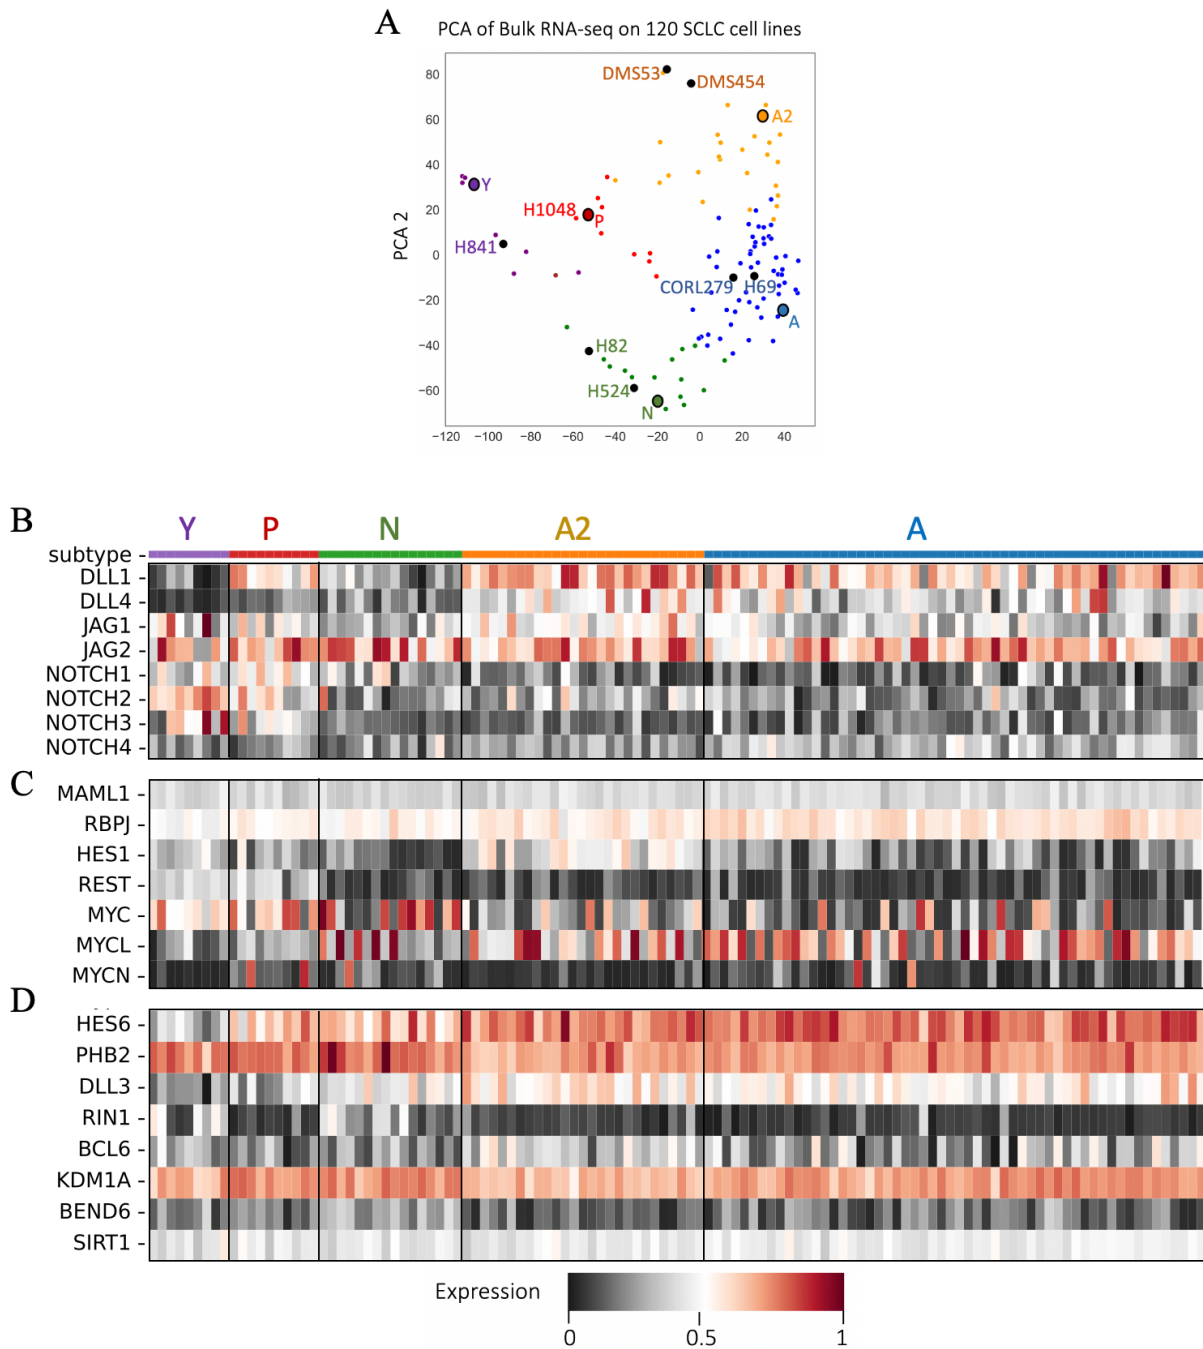 A
PCA of Bulk RNA-seq on 120 SCLC cell lines
80
DMS53
DMS454
60
A2
40
Y
20
H1048
P
PCA 2
H841
0
CORL279
H69
−20
A
−40
H82
H524
−60
N
−120 −100 −80 −60 −40 −20 0 20 40
B
Y P N A2 A
subtype -
DLL1 -
DLL4 -
JAG1 -
JAG2 -
NOTCH1 -
NOTCH2 -
NOTCH3 -
NOTCH4 -
C
MAML1 -
RBPJ -
HES1 -
REST -
MYC -
MYCL -
MYCN -
D
HES6 -
PHB2 -
DLL3 -
RIN1 -
BCL6 -
KDM1A -
BEND6 -
SIRT1 -
Expression
0 0.5 1